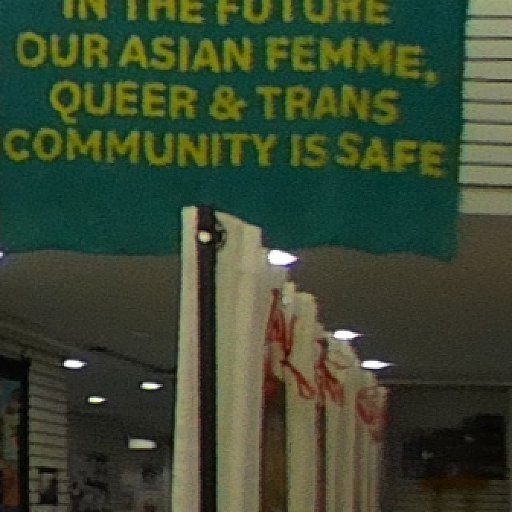 IN THE FUTURE
OUR ASIAN FEMME,
QUEER & TRANS
COMMUNITY IS SAFE